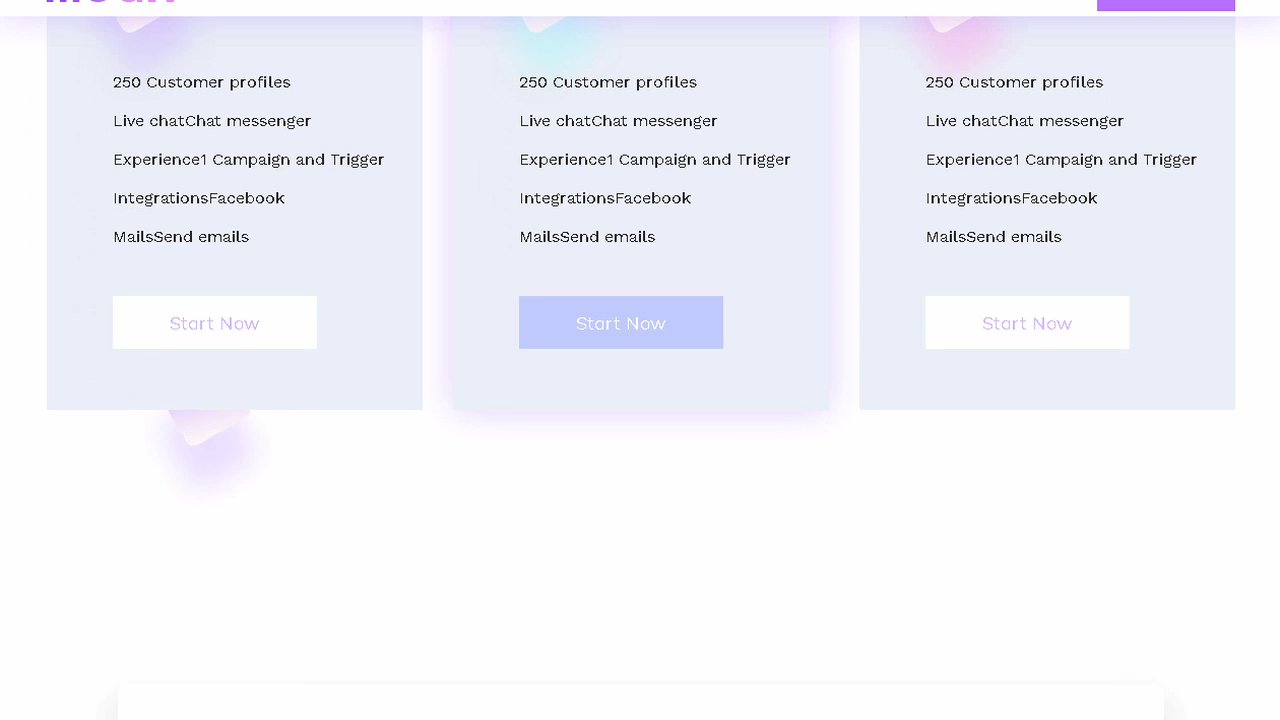 250 Customer profiles
Live chatChat messenger
Experience1 Campaign and Trigger
IntegrationsFacebook
MailsSend emails
Start Now
250 Customer profiles
Live chatChat messenger
Experience1 Campaign and Trigger
IntegrationsFacebook
MailsSend emails
Start Now
250 Customer profiles
Live chatChat messenger
Experience1 Campaign and Trigger
IntegrationsFacebook
MailsSend emails
Start Now